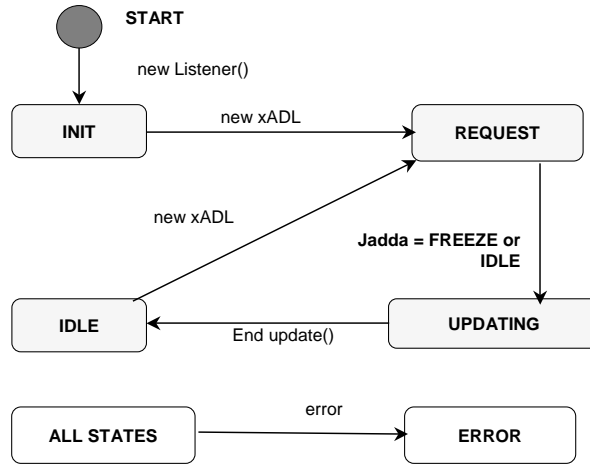 START
new Listener()
new xADL
INIT
REQUEST
new xADL
Jadda = FREEZE or
IDLE
IDLE
UPDATING
End update()
error
ALL STATES
ERROR